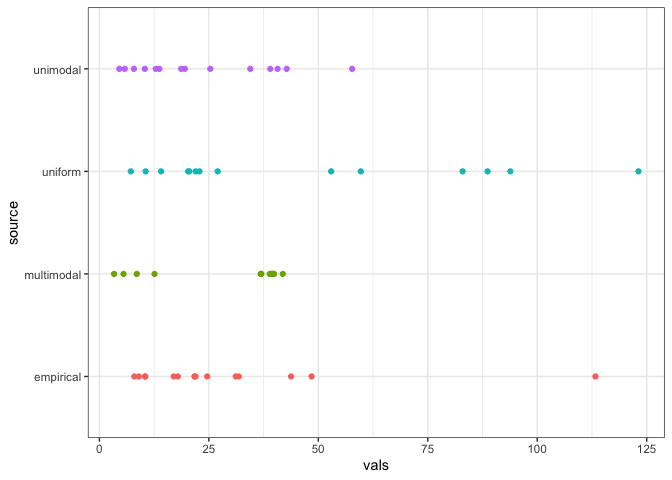 unimodal
uniform
multimodal
empirical
source
0 25 50 75 100 125
vals